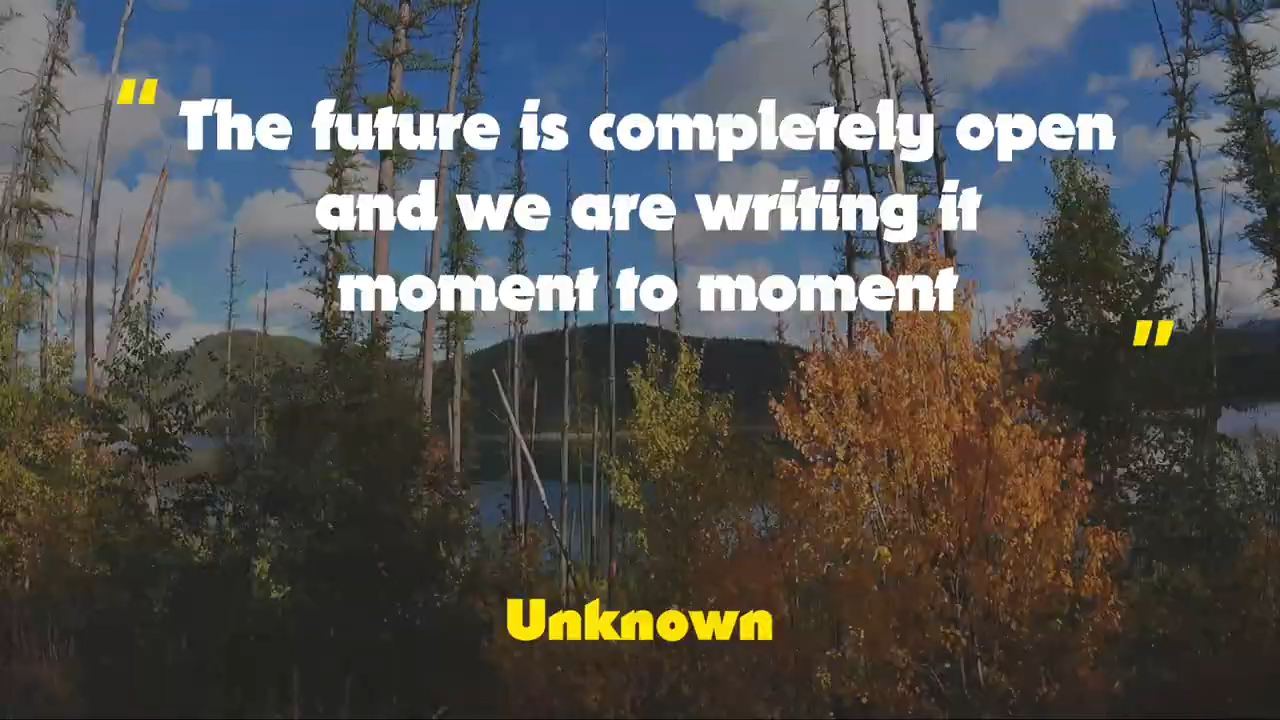 " The future is completely open
and we are writing it
moment to moment "
Unknown